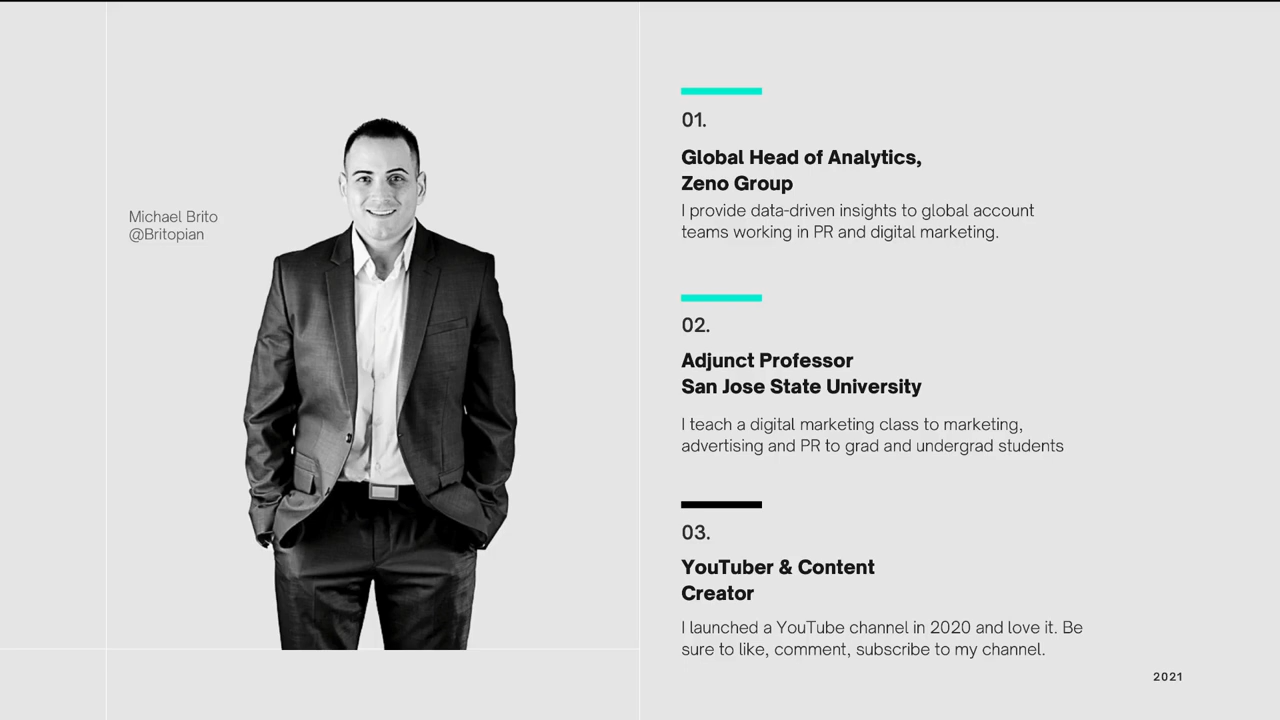 Michael Brito
@Britopian
01.
Global Head of Analytics,
Zeno Group
I provide data-driven insights to global account
teams working in PR and digital marketing.
02.
Adjunct Professor
San Jose State University
I teach a digital marketing class to marketing,
advertising and PR to grad and undergrad students
03.
YouTuber & Content
Creator
I launched a YouTube channel in 2020 and love it. Be
sure to like, comment, subscribe to my channel.
2021